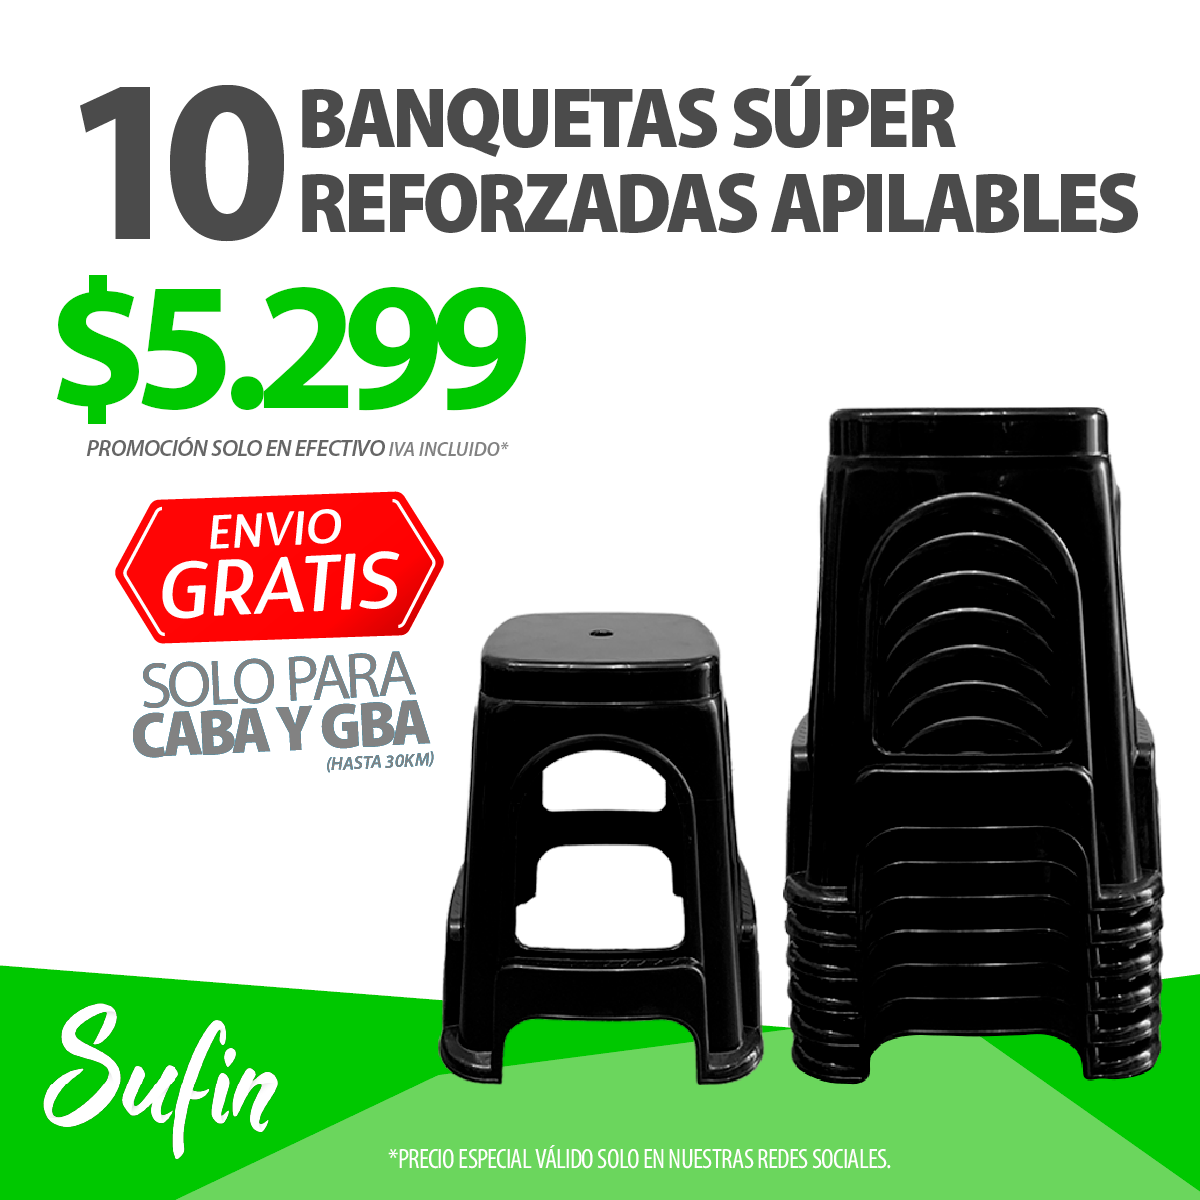 10 BANQUETAS SÚPER
REFORZADAS APILABLES
$5.299
PROMOCIÓN SOLO EN EFECTIVO IVA INCLUIDO*
ENVIO
GRATIS
SOLO PARA
CABA Y GBA
(HASTA 30KM)
Sufin
*PRECIO ESPECIAL VÁLIDO SOLO EN NUESTRAS REDES SOCIALES.